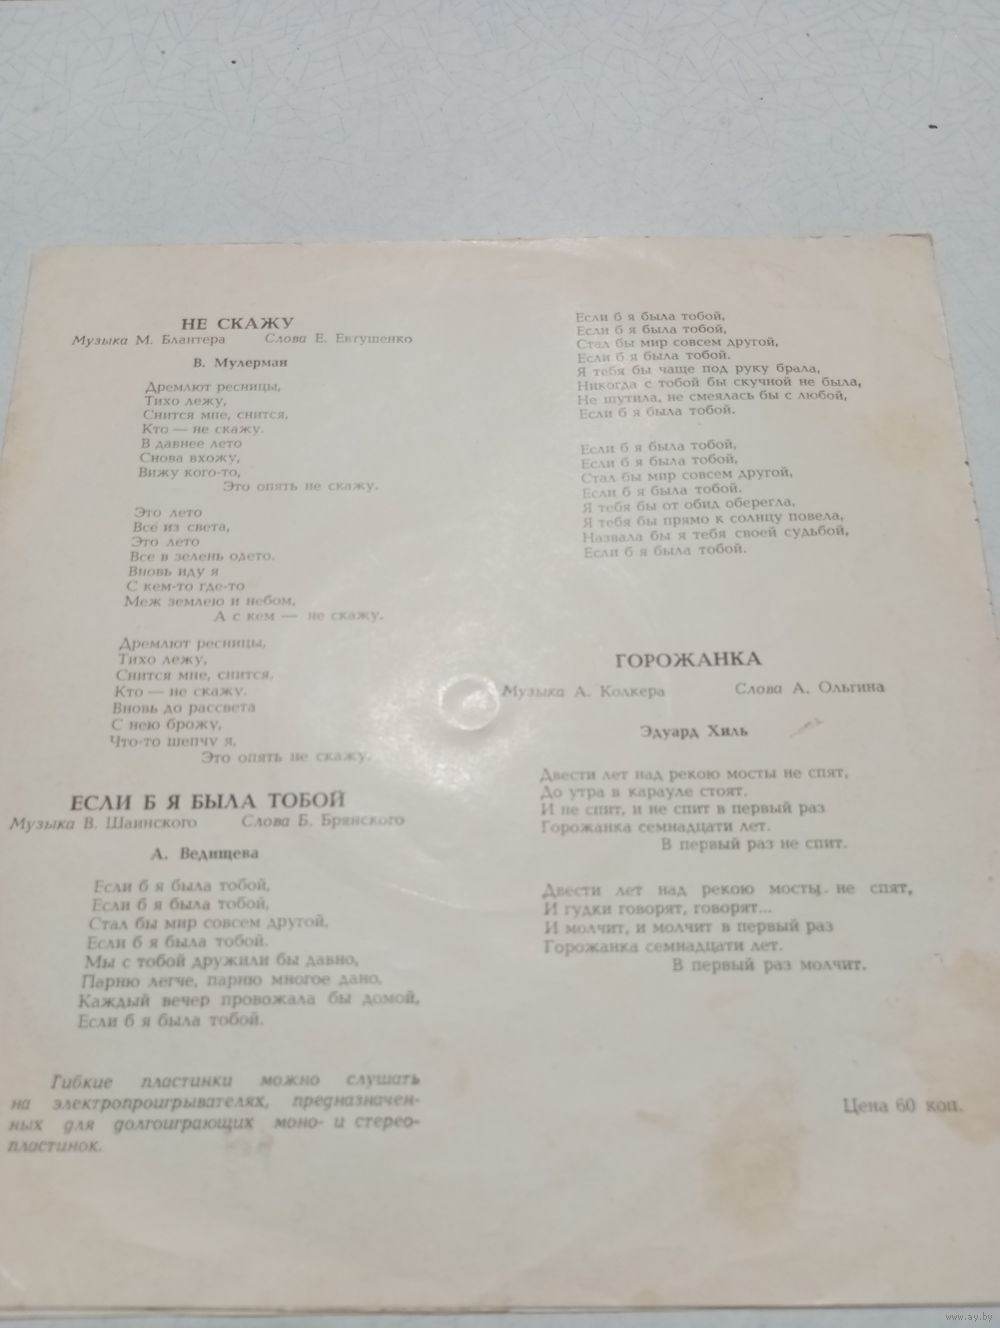 НЕ СКАЖУ
Музыка М. Блантера Слова Е. Евтушенко
В. Мулерман
Дремлют ресницы,
Тихо лежу,
Снится мне, снится,
Кто — не скажу.
В давнее лето
Снова вхожу,
Вижу кого-то,
Это опять не скажу.
Это лето
Все из света,
Это лето
Все в зелень одето.
Вновь иду я
С кем-то где-то
Меж землею и небом,
А с кем — не скажу.
Дремлют ресницы,
Тихо лежу,
Снится мне, снится,
Кто — не скажу.
Вновь до рассвета
С нею брожу,
Что-то шепчу я,
Это опять не скажу.
ЕСЛИ Б Я БЫЛА ТОБОЙ
Музыка В. Шаинского Слова Б. Брянского
А. Ведищева
Если б я была тобой,
Если б я была тобой,
Стал бы мир совсем другой,
Если б я была тобой.
Мы с тобой дружили бы давно,
Парню легче, парню многое дано,
Каждый вечер провожала бы домой,
Если б я была тобой.
Гибкие пластинки можно слушать
на электропроигрывателях, предназначен-
ных для долгоиграющих моно- и стерео-
пластинок.
Если б я была тобой,
Если б я была тобой,
Стал бы мир совсем другой,
Если б я была тобой.
Я тебя бы чаще под руку брала,
Никогда с тобой бы скучной не была,
Не шутила, не смеялась бы с любой,
Если б я была тобой.
Если б я была тобой,
Если б я была тобой,
Стал бы мир совсем другой,
Если б я была тобой.
Я тебя бы от обид оберегла,
Я тебя бы прямо к солнцу повела,
Назвала бы я тебя своей судьбой,
Если б я была тобой.
ГОРОЖАНКА
Музыка А. Колкера Слова А. Ольгина
Эдуард Хиль
Двести лет над рекою мосты не спят,
До утра в карауле стоят.
И не спит, и не спит в первый раз
Горожанка семнадцати лет.
В первый раз не спит.
Двести лет над рекою мосты не спят,
И гудки говорят, говорят...
И молчит, и молчит в первый раз
Горожанка семнадцати лет.
В первый раз молчит.
Цена 60 коп.
www.ay.by